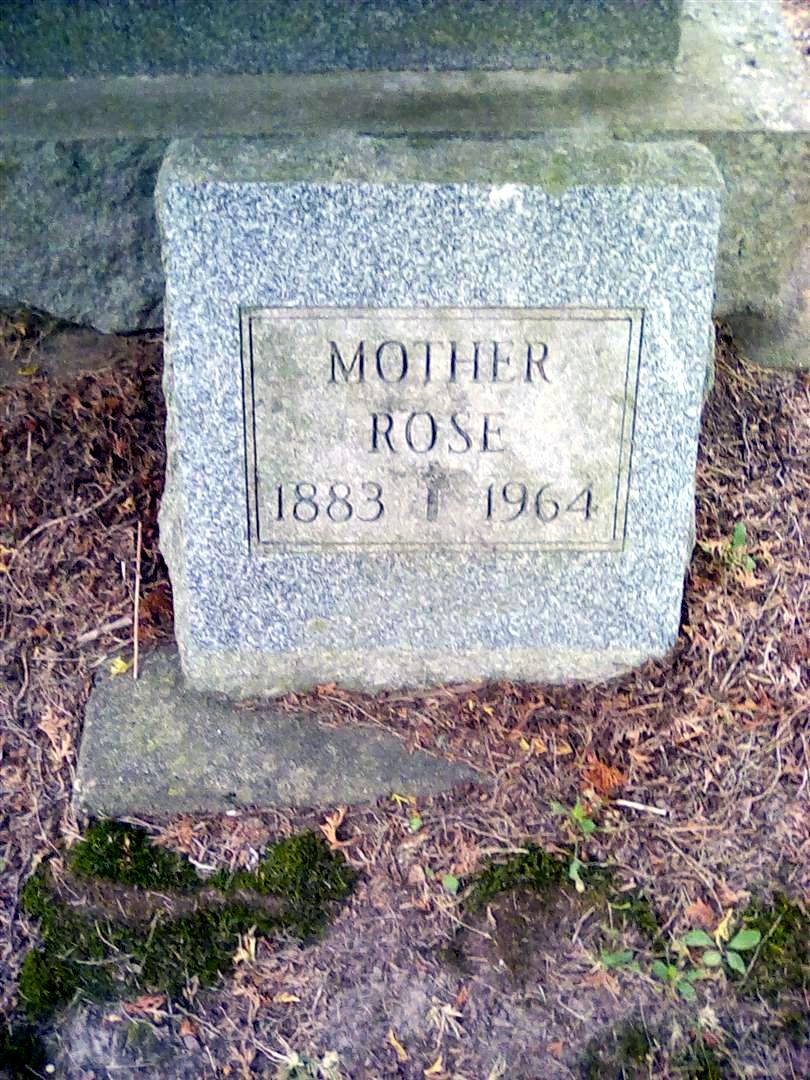 MOTHER
ROSE
1883 ✝ 1964